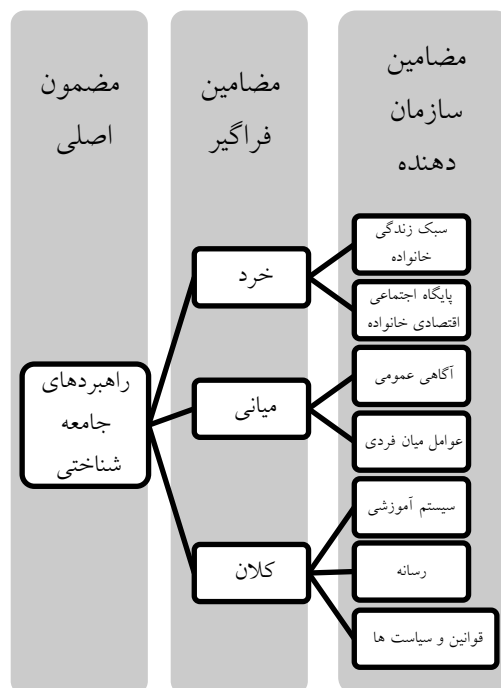 مضامین
سازمان
دهنده
مضامین
فراگیر
مضمون
اصلی
سبک زندگی
خانواده
پایگاه اجتماعی
اقتصادی خانواده
آگاهی عمومی
عوامل میان فردی
سیستم آموزشی
رسانه
قوانین و سیاست ها
خرد
میانی
کلان
راهبردهای
جامعه
شناختی